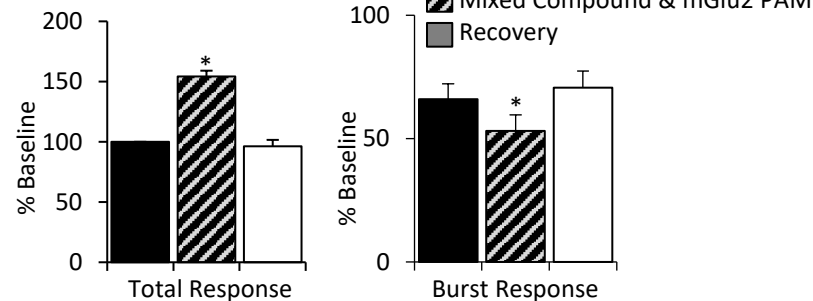 200
150
100
50
0
% Baseline
*
Total Response
100
50
0
% Baseline
*
Burst Response
Mixed Compound & mGlu2 PAM
Recovery